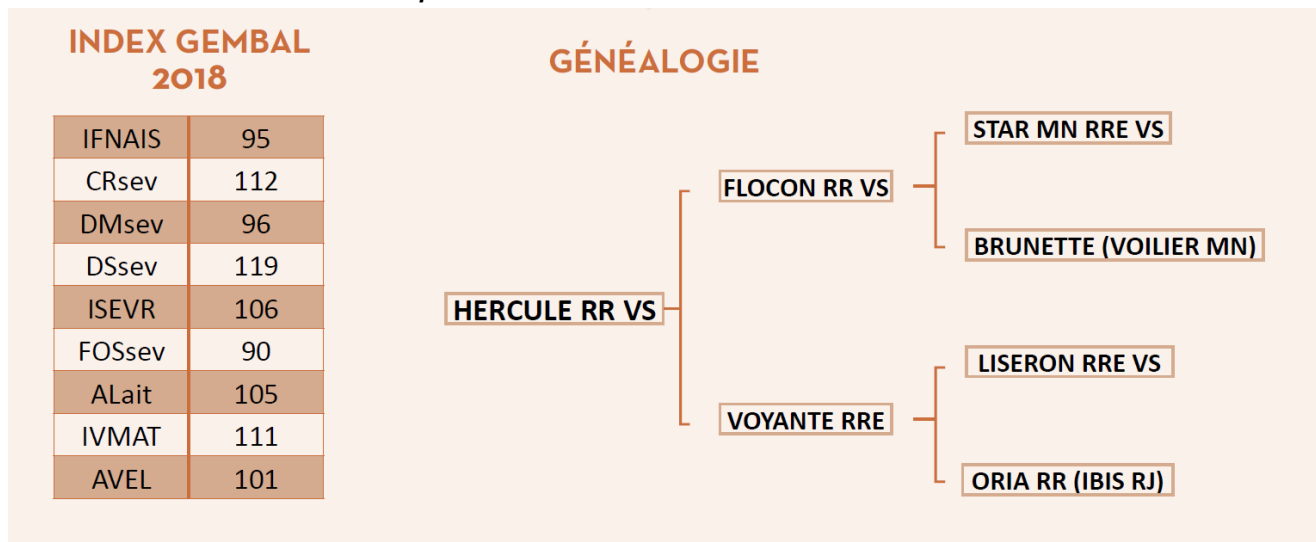 INDEX GEMBAL
2018
IFNAIS 95
CRsev 112
DMsev 96
DSsev 119
ISEVR 106
FOSsev 90
ALait 105
IVMAT 111
AVEL 101
GÉNÉALOGIE
HERCULE RR VS
FLOCON RR VS
STAR MN RRE VS
BRUNETTE (VOILIER MN)
VOYANTE RRE
LISERON RRE VS
ORIA RR (IBIS RJ)